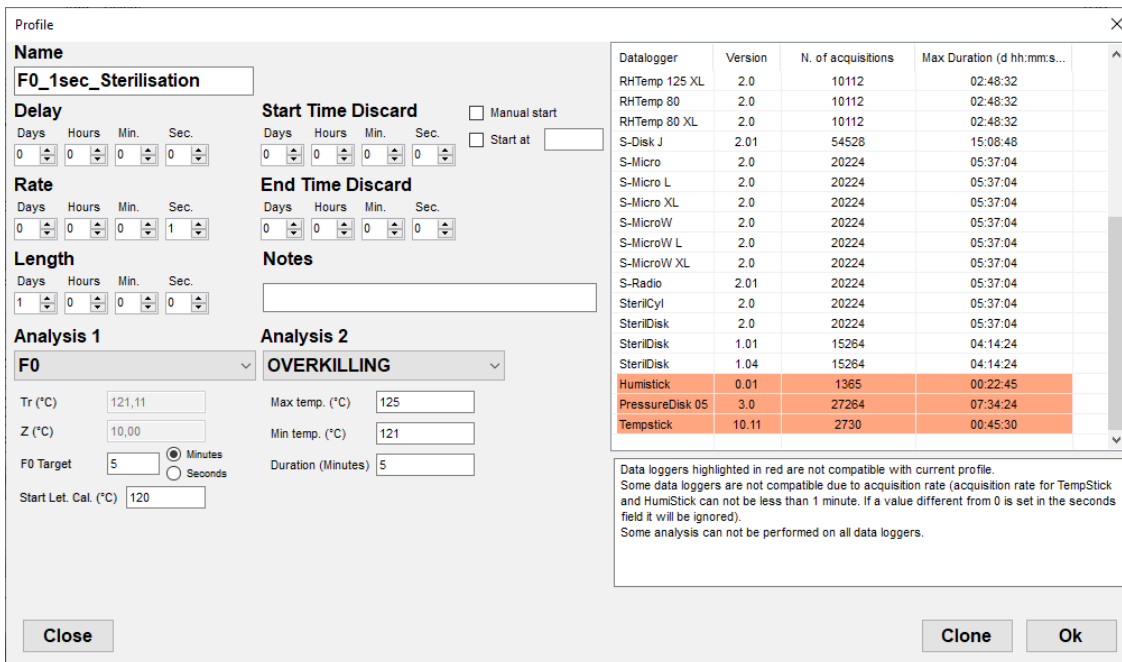 Profile
Name
F0_1sec_Sterilisation
Delay
Days Hours Min. Sec.
0 0 0 0
Start Time Discard
Days Hours Min. Sec.
0 0 0 0
Manual start
Start at
Rate
Days Hours Min. Sec.
0 0 0 1
End Time Discard
Days Hours Min. Sec.
0 0 0 0
Length
Days Hours Min. Sec.
1 0 0 0
Notes
Analysis 1
F0
Tr (°C) 121,11
Z (°C) 10,00
F0 Target 5 Minutes
Seconds
Start Let. Cal. (°C) 120
Analysis 2
OVERKILLING
Max temp. (°C) 125
Min temp. (°C) 121
Duration (Minutes) 5
Datalogger Version N. of acquisitions Max Duration (d hh:mm:s...
RHTemp 125 XL 2.0 10112 02:48:32
RHTemp 80 2.0 10112 02:48:32
RHTemp 80 XL 2.0 10112 02:48:32
S-Disk J 2.01 54528 15:08:48
S-Micro 2.0 20224 05:37:04
S-Micro L 2.0 20224 05:37:04
S-Micro XL 2.0 20224 05:37:04
S-MicroW 2.0 20224 05:37:04
S-MicroW L 2.0 20224 05:37:04
S-MicroW XL 2.0 20224 05:37:04
S-Radio 2.01 20224 05:37:04
SterilCyl 2.0 20224 05:37:04
SterilDisk 2.0 20224 05:37:04
SterilDisk 1.01 15264 04:14:24
SterilDisk 1.04 15264 04:14:24
Humistick 0.01 1365 00:22:45
PressureDisk 05 3.0 27264 07:34:24
Tempstick 10.11 2730 00:45:30
Data loggers highlighted in red are not compatible with current profile.
Some data loggers are not compatible due to acquisition rate (acquisition rate for TempStick
and HumiStick can not be less than 1 minute. If a value different from 0 is set in the seconds
field it will be ignored).
Some analysis can not be performed on all data loggers.
Close
Clone
Ok